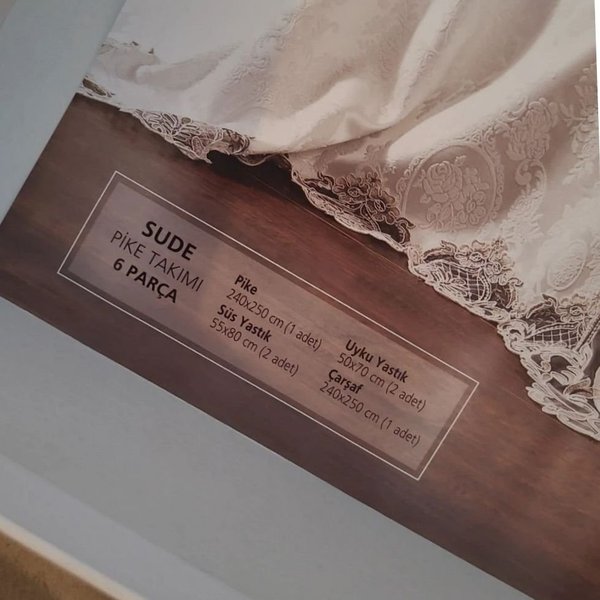 SUDE
PİKE TAKIMI
6 PARÇA
Pike
240x250 cm (1 adet)
Süs Yastık
55x80 cm (2 adet)
Uyku Yastık
50x70 cm (2 adet)
Çarşaf
240x250 cm (1 adet)